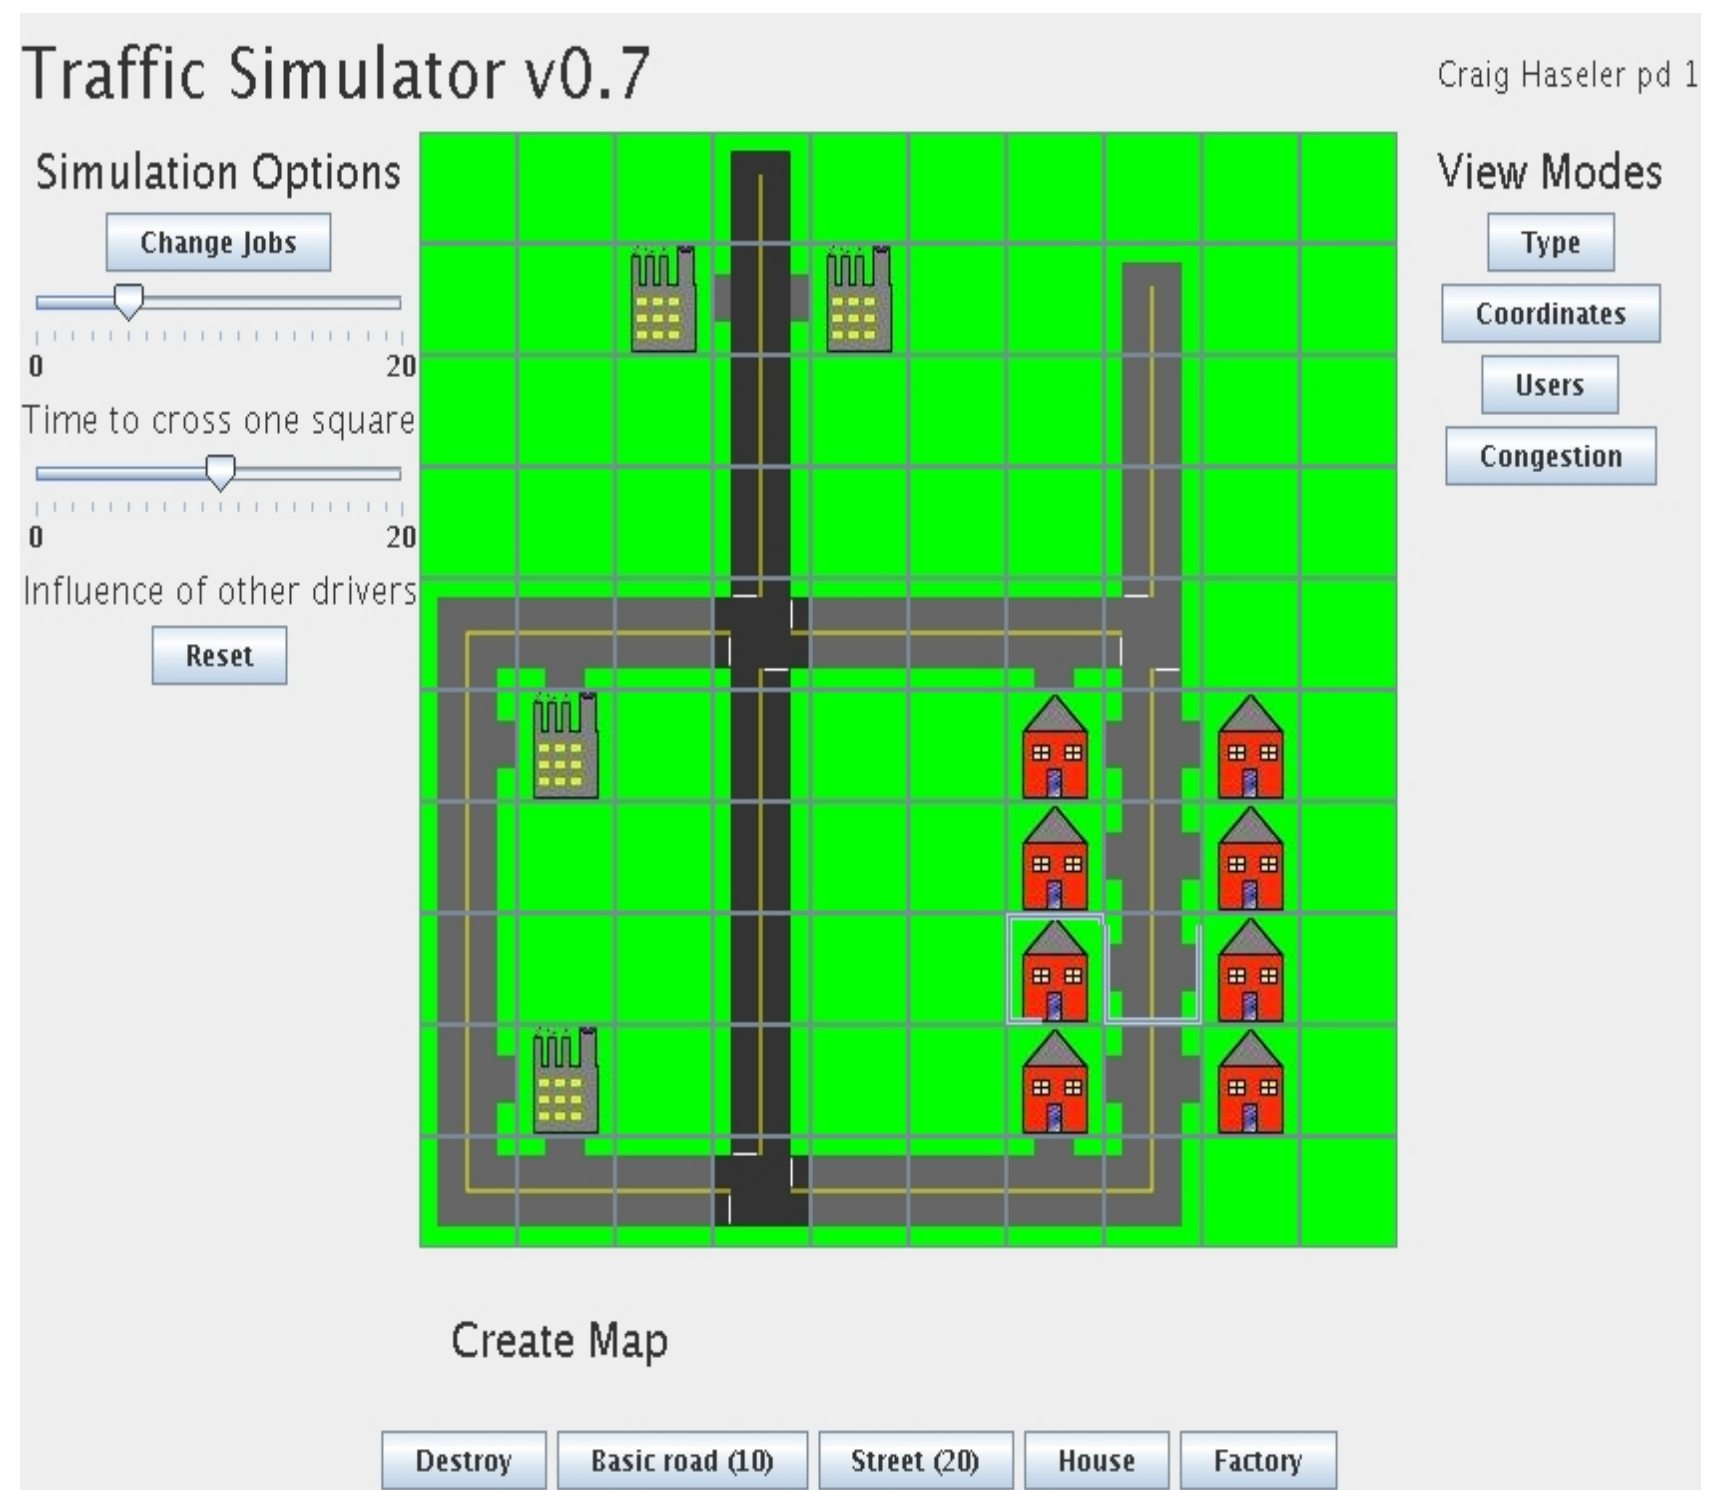 Traffic Simulator v0.7
Craig Haseler pd 1
Simulation Options
Change Jobs
0 20
Time to cross one square
0 20
Influence of other drivers
Reset
View Modes
Type
Coordinates
Users
Congestion
Create Map
Destroy
Basic road (10)
Street (20)
House
Factory